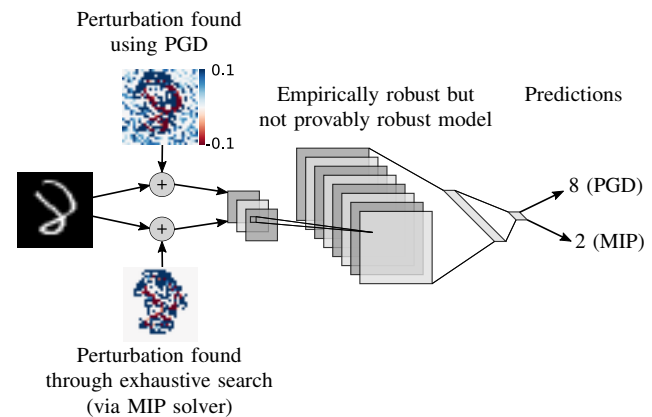 Perturbation found
using PGD
0.1
-0.1
Empirically robust but
not provably robust model
Predictions
+
+
8 (PGD)
2 (MIP)
Perturbation found
through exhaustive search
(via MIP solver)